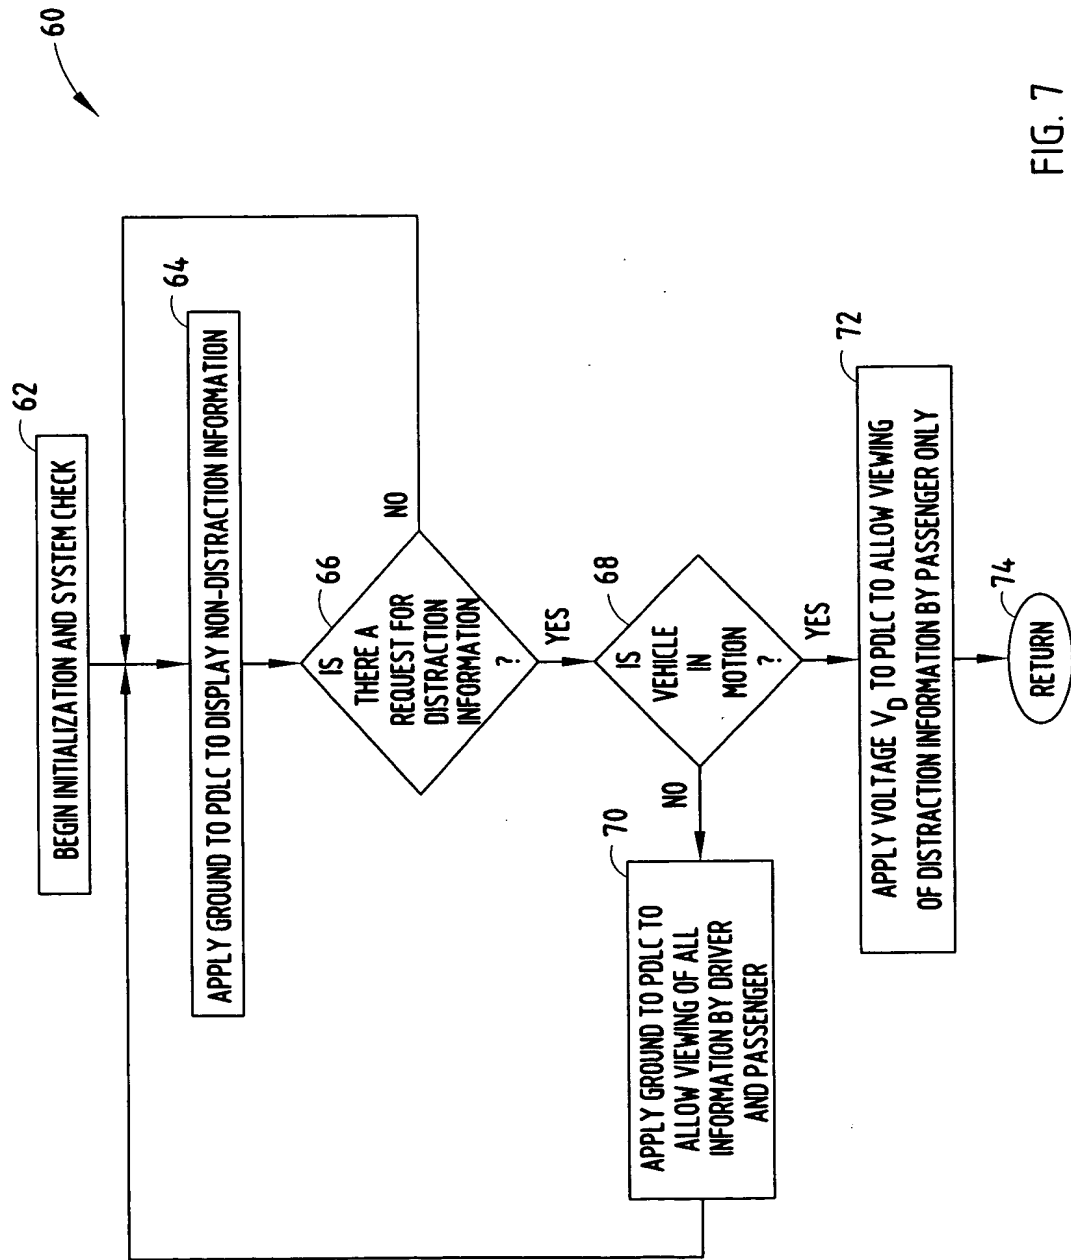 60
62
BEGIN INITIALIZATION AND SYSTEM CHECK
64
APPLY GROUND TO PDLC TO DISPLAY NON-DISTRACTION INFORMATION
66
IS
THERE A
REQUEST FOR
DISTRACTION
INFORMATION
?
NO
YES
68
IS
VEHICLE
IN
MOTION
?
NO
YES
70
APPLY GROUND TO PDLC TO
ALLOW VIEWING OF ALL
INFORMATION BY DRIVER
AND PASSENGER
72
APPLY VOLTAGE VD TO PDLC TO ALLOW VIEWING
OF DISTRACTION INFORMATION BY PASSENGER ONLY
74
RETURN
FIG. 7